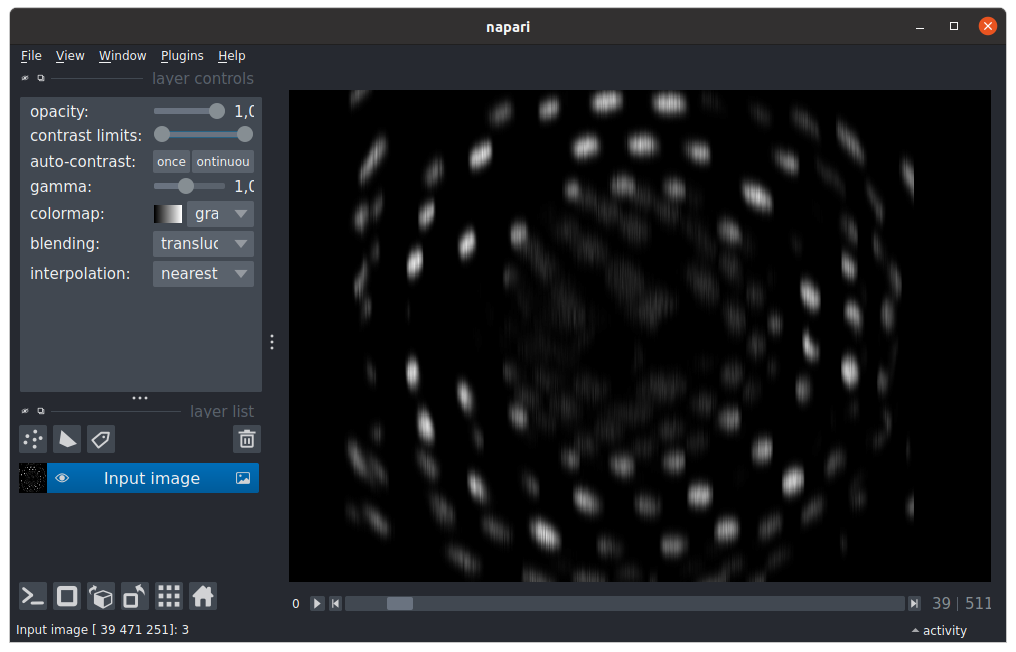 napari
File View Window Plugins Help
layer controls
opacity: 1,0
contrast limits:
auto-contrast: once ontinuou
gamma: 1,0
colormap: gra
blending: transluc
interpolation: nearest
layer list
Input image
0 39 | 511
Input image [ 39 471 251]: 3 activity